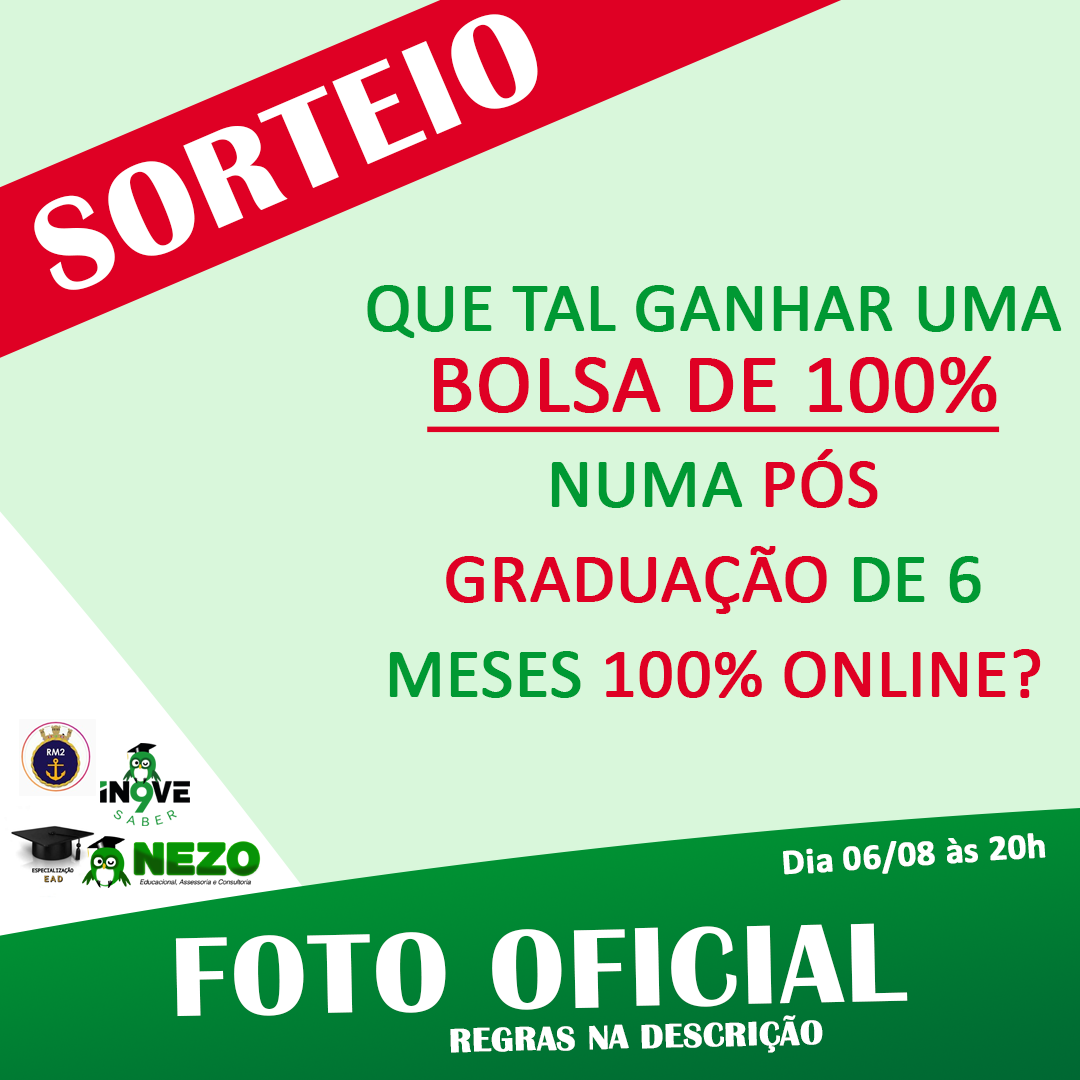 SORTEIO
QUE TAL GANHAR UMA
BOLSA DE 100%
NUMA PÓS
GRADUAÇÃO DE 6
MESES 100% ONLINE?
RM2
IN9VE
SABER
ESPECIALIZAÇÃO
EAD
NEZO
Educacional, Assessoria e Consultoria
Dia 06/08 às 20h
FOTO OFICIAL
REGRAS NA DESCRIÇÃO